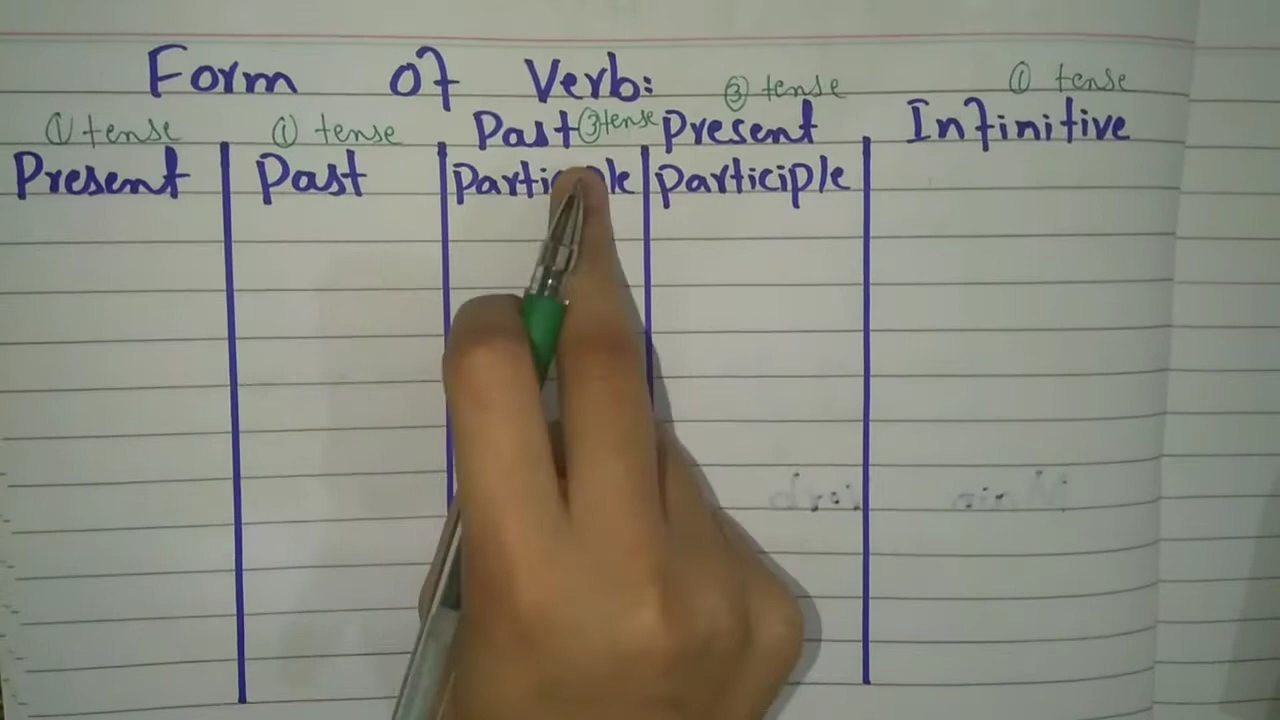 Form of Verb:
① tense ① tense ③ tense ③ tense ① tense
Present Past Past Participle Present Participle Infinitive